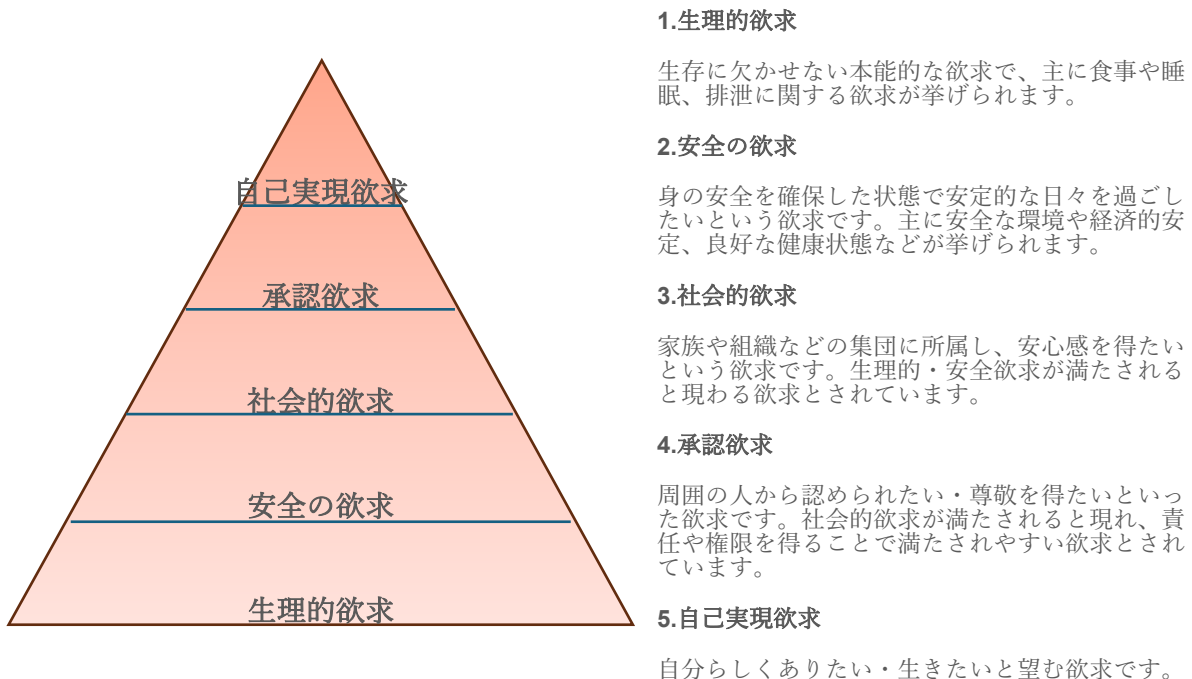 自己実現欲求
承認欲求
社会的欲求
安全の欲求
生理的欲求
1.生理的欲求
生存に欠かせない本能的な欲求で、主に食事や睡
眠、排泄に関する欲求が挙げられます。
2.安全の欲求
身の安全を確保した状態で安定的な日々を過ごし
たいという欲求です。主に安全な環境や経済的安
定、良好な健康状態などが挙げられます。
3.社会的欲求
家族や組織などの集団に所属し、安心感を得たい
という欲求です。生理的・安全欲求が満たされる
と現わる欲求とされています。
4.承認欲求
周囲の人から認められたい・尊敬を得たいといっ
た欲求です。社会的欲求が満たされると現れ、責
任や権限を得ることで満たされやすい欲求とされ
ています。
5.自己実現欲求
自分らしくありたい・生きたいと望む欲求です。